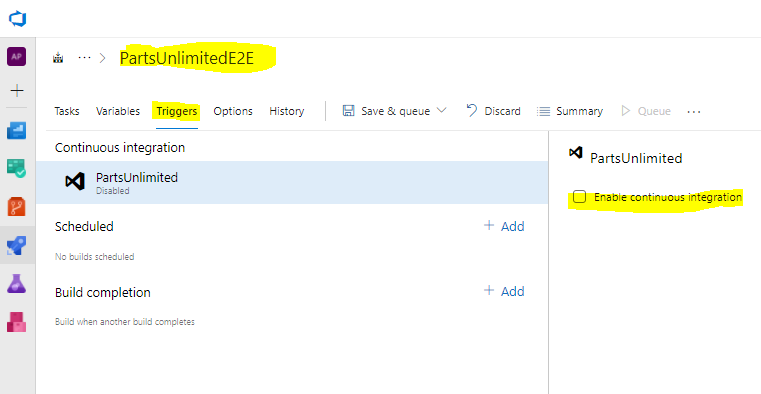 AP
··· > PartsUnlimitedE2E
Tasks Variables Triggers Options History Save & queue Discard Summary Queue ···
Continuous integration
PartsUnlimited
Disabled
Scheduled
+ Add
No builds scheduled
Build completion
+ Add
Build when another build completes
PartsUnlimited
Enable continuous integration